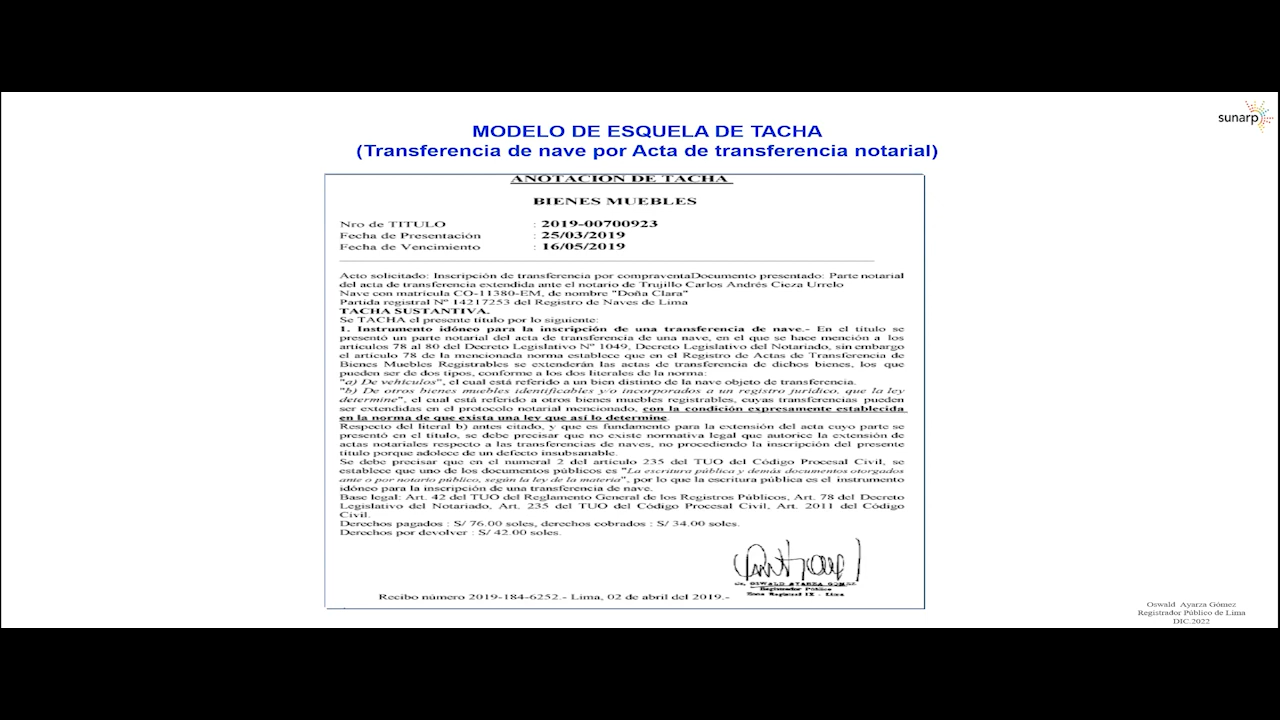 sunarp
MODELO DE ESQUELA DE TACHA
(Transferencia de nave por Acta de transferencia notarial)
ANOTACION DE TACHA
BIENES MUEBLES
Nro de TITULO : 2019-00700923
Fecha de Presentación : 25/03/2019
Fecha de Vencimiento : 16/05/2019
Acto solicitado: Inscripción de transferencia por compraventaDocumento presentado: Parte notarial
del acta de transferencia extendida ante el notario de Trujillo Carlos Andrés Cieza Urrelo
Nave con matrícula CO-11380-EM, de nombre "Doña Clara"
Partida registral Nº 14217253 del Registro de Naves de Lima
TACHA SUSTANTIVA.
Se TACHA el presente título por lo siguiente:
1. Instrumento idóneo para la inscripción de una transferencia de nave.- En el título se
presentó un parte notarial del acta de transferencia de una nave, en el que se hace mención a los
artículos 78 al 80 del Decreto Legislativo Nº 1049, Decreto Legislativo del Notariado, sin embargo
el artículo 78 de la mencionada norma establece que en el Registro de Actas de Transferencia de
Bienes Muebles Registrables se extenderán las actas de transferencia de dichos bienes, los que
pueden ser de dos tipos, conforme a los dos literales de la norma:
"a) De vehículos", el cual está referido a un bien distinto de la nave objeto de transferencia.
"b) De otros bienes muebles identificables y/o incorporados a un registro jurídico, que la ley
determine", el cual está referido a otros bienes muebles registrables, cuyas transferencias pueden
ser extendidas en el protocolo notarial mencionado, con la condición expresamente establecida
en la norma de que exista una ley que así lo determine.
Respecto del literal b) antes citado, y que es fundamento para la extensión del acta cuyo parte se
presentó en el título, se debe precisar que no existe normativa legal que autorice la extensión de
actas notariales respecto a las transferencias de naves, no procediendo la inscripción del presente
título porque adolece de un defecto insubsanable.
Se debe precisar que en el numeral 2 del artículo 235 del TUO del Código Procesal Civil, se
establece que uno de los documentos públicos es "La escritura pública y demás documentos otorgados
ante o por notario público, según la ley de la materia", por lo que la escritura pública es el instrumento
idóneo para la inscripción de una transferencia de nave.
Base legal: Art. 42 del TUO del Reglamento General de los Registros Públicos, Art. 78 del Decreto
Legislativo del Notariado, Art. 235 del TUO del Código Procesal Civil, Art. 2011 del Código
Civil.
Derechos pagados : S/ 76.00 soles, derechos cobrados : S/ 34.00 soles.
Derechos por devolver : S/ 42.00 soles.
OSWALD AYARZA GOMEZ
Registrador Público
Zona Registral IX - Lima
Recibo número 2019-184-6252.- Lima, 02 de abril del 2019.-
Oswald Ayarza Gómez
Registrador Público de Lima
DIC.2022